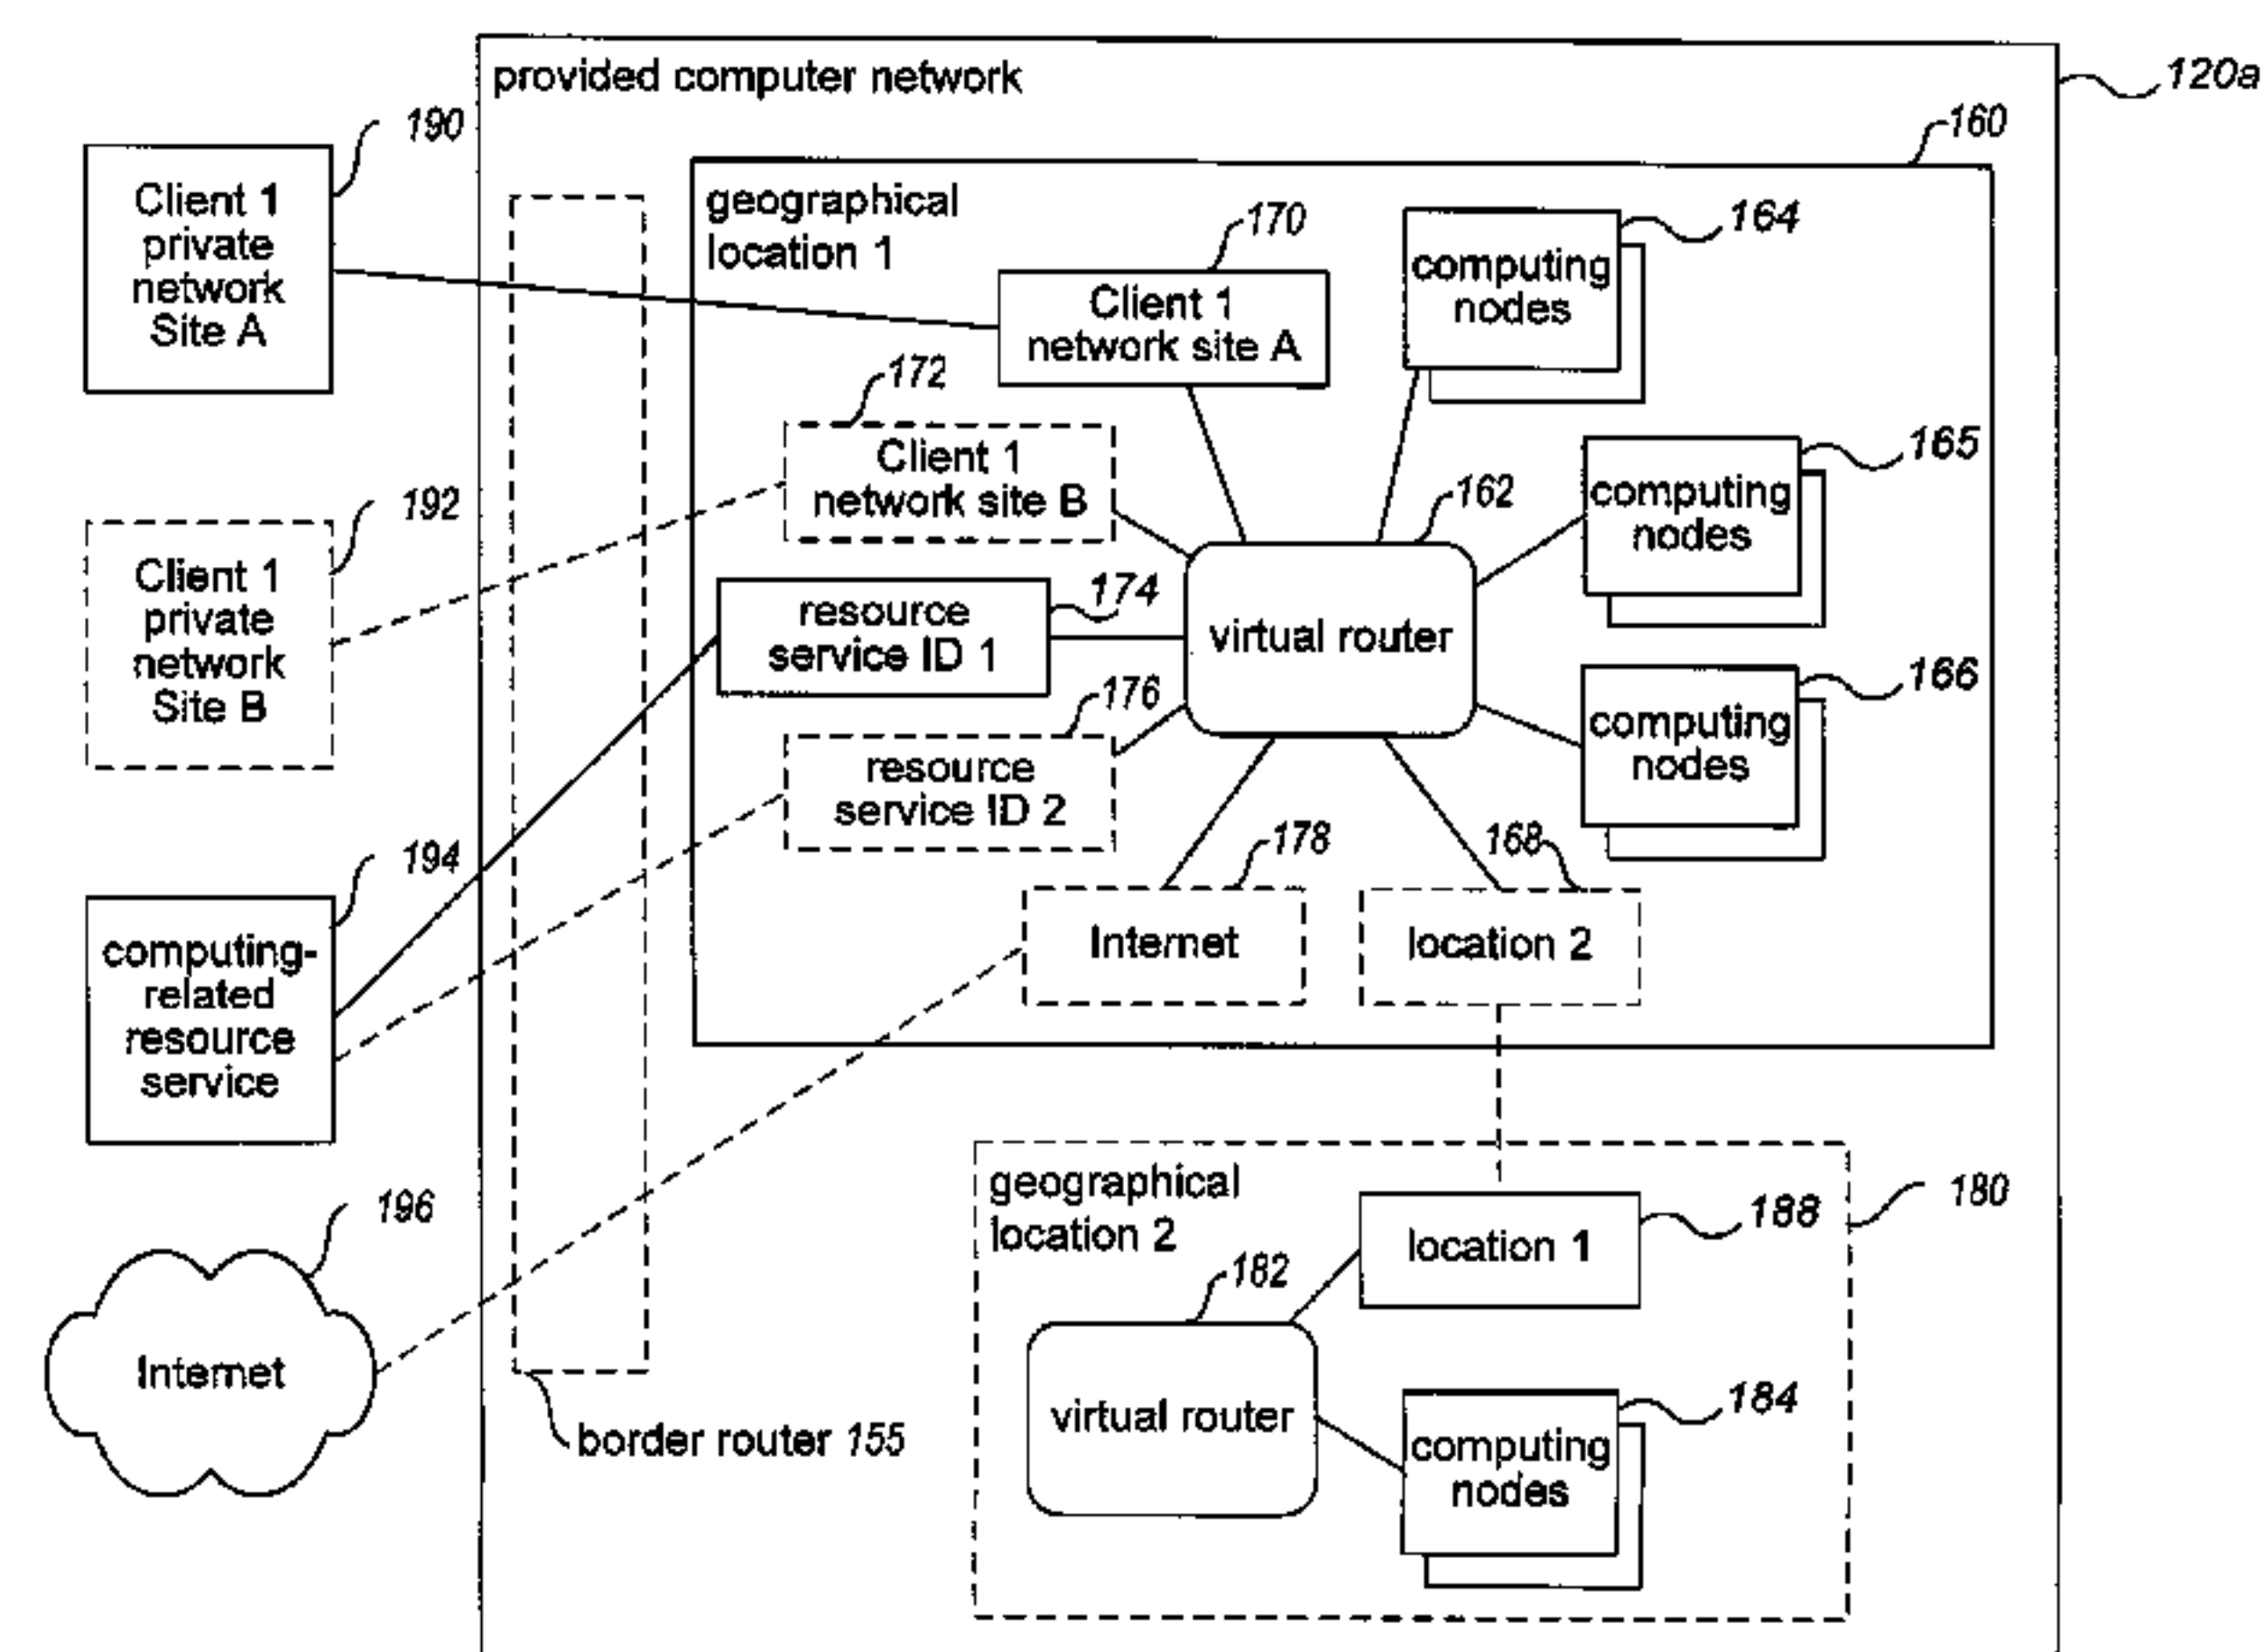 provided computer network
120a
190
Client 1
private
network
Site A
160
geographical
location 1
170
Client 1
network site A
164
computing
nodes
172
Client 1
network site B
165
computing
nodes
192
Client 1
private
network
Site B
162
virtual router
174
resource
service ID 1
166
computing
nodes
176
resource
service ID 2
194
computing-
related
resource
service
178
Internet
168
location 2
196
Internet
border router 155
geographical
location 2
180
188
location 1
182
virtual router
184
computing
nodes